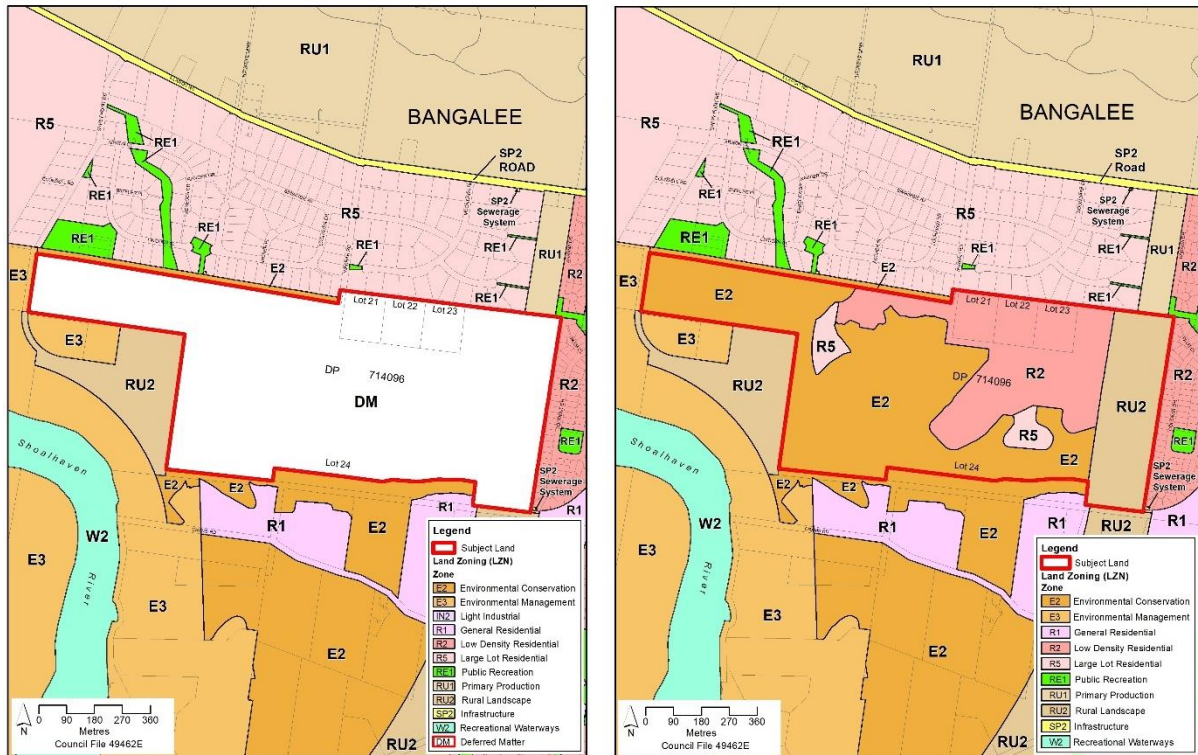 RU1
BANGALEE
R5
RE1
SP2
ROAD
RE1
R5
SP2
Sewerage
System
RE1
RE1
RE1
RE1
RU1
R2
E3
E2
RE1
Lot 21 Lot 22 Lot 23
E3
RU2
DP 714096
DM
R2
RE1
Shoalhaven
River
Lot 24
SP2
Sewerage
System
E2
E2
R1
R1
R1
E2
W2
E3
E3
E2
RU2
Legend
Subject Land
Land Zoning (LZN)
Zone
E2 Environmental Conservation
E3 Environmental Management
IN2 Light Industrial
R1 General Residential
R2 Low Density Residential
R5 Large Lot Residential
RE1 Public Recreation
RU1 Primary Production
RU2 Rural Landscape
SP2 Infrastructure
W2 Recreational Waterways
DM Deferred Matter
N
0 90 180 270 360
Metres
Council File 49462E
RU1
BANGALEE
R5
RE1
SP2
Road
RE1
R5
SP2
Sewerage
System
RE1
RE1
RE1
RE1
RU1
R2
E3
E2
RE1
E2
Lot 21 Lot 22 Lot 23
R5
E3
RU2
DP 714096
R2
E2
RU2
R2
R5
RE1
E2
Shoalhaven
River
Lot 24
SP2
Sewerage
System
E2
E2
R1
R1
R1
E2
RU2
W2
E3
E3
E2
RU2
Legend
Subject Land
Land Zoning (LZN)
Zone
E2 Environmental Conservation
E3 Environmental Management
R1 General Residential
R2 Low Density Residential
R5 Large Lot Residential
RE1 Public Recreation
RU1 Primary Production
RU2 Rural Landscape
SP2 Infrastructure
W2 Recreational Waterways
N
0 90 180 270 360
Metres
Council File 49462E